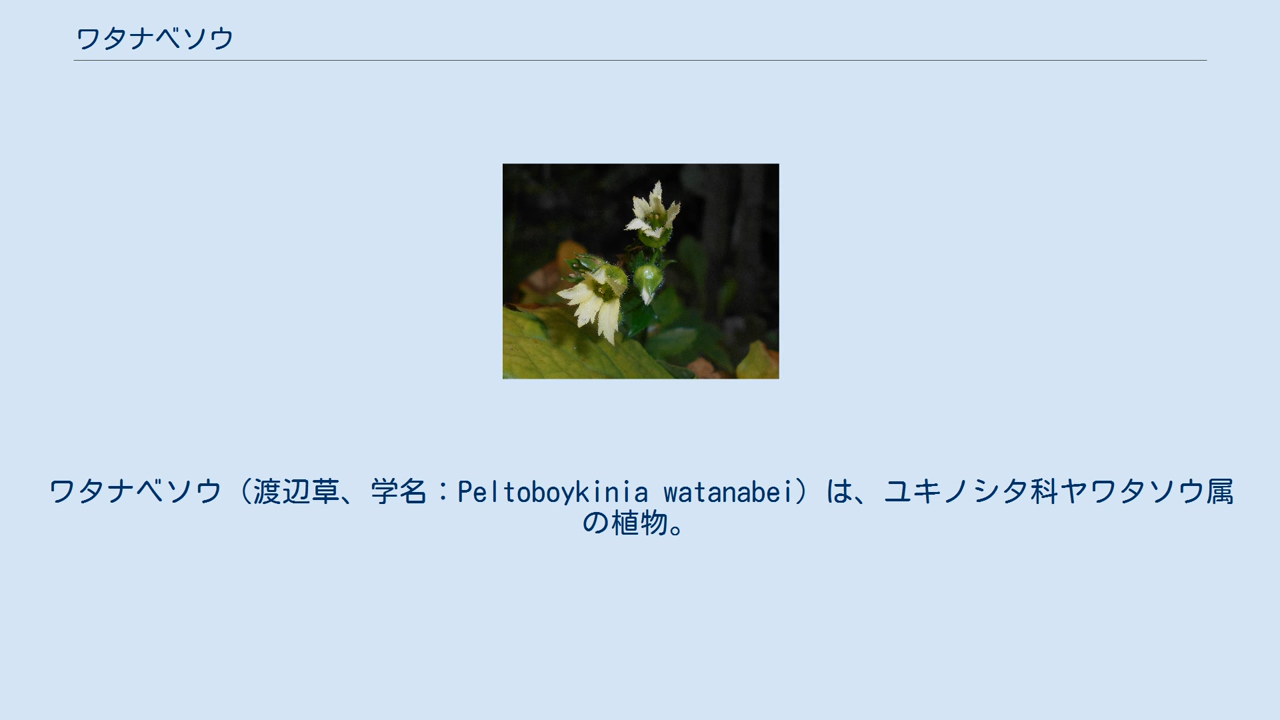 ワタナベソウ
ワタナベソウ（渡辺草、学名：Peltoboykinia watanabei）は、ユキノシタ科ヤワタソウ属
の植物。